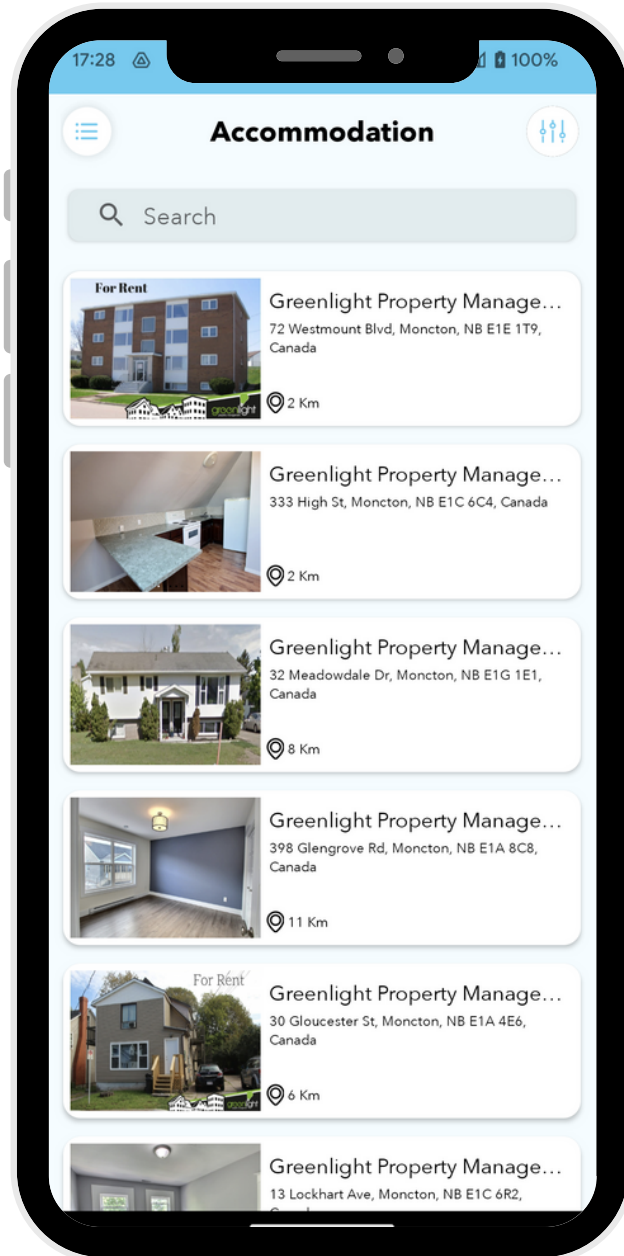 17:28
100%
Accommodation
Search
For Rent
greenlight
Greenlight Property Manage...
72 Westmount Blvd, Moncton, NB E1E 1T9,
Canada
2 Km
Greenlight Property Manage...
333 High St, Moncton, NB E1C 6C4, Canada
2 Km
Greenlight Property Manage...
32 Meadowdale Dr, Moncton, NB E1G 1E1,
Canada
8 Km
Greenlight Property Manage...
398 Glengrove Rd, Moncton, NB E1A 8C8,
Canada
11 Km
For Rent
greenlight
Greenlight Property Manage...
30 Gloucester St, Moncton, NB E1A 4E6,
Canada
6 Km
Greenlight Property Manage...
13 Lockhart Ave, Moncton, NB E1C 6R2,